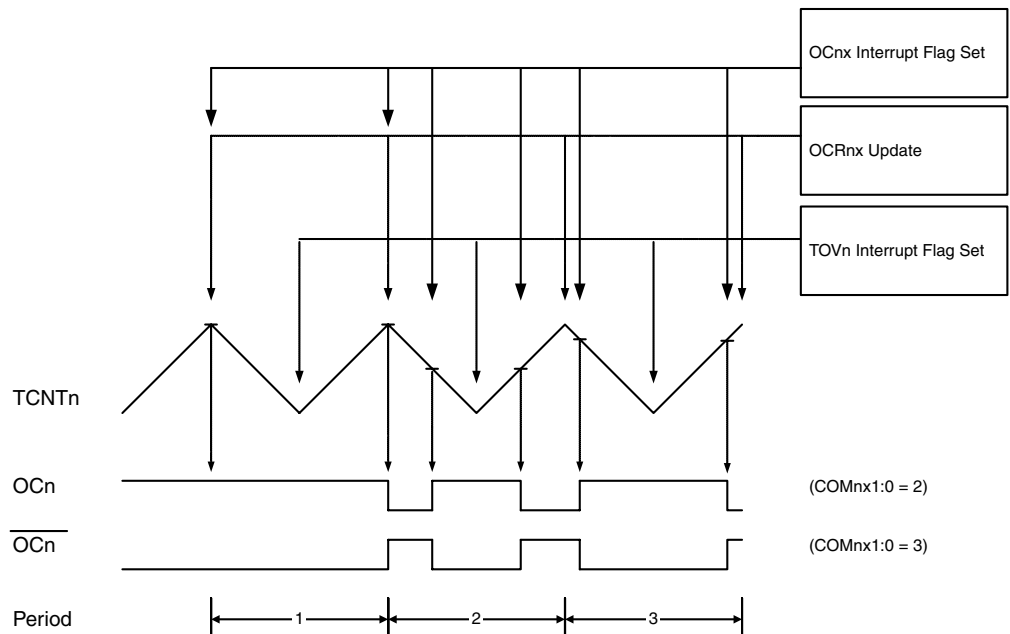 OCnx Interrupt Flag Set
OCRnx Update
TOVn Interrupt Flag Set
TCNTn
OCn
(COMnx1:0 = 2)
OCn
(COMnx1:0 = 3)
Period
1
2
3